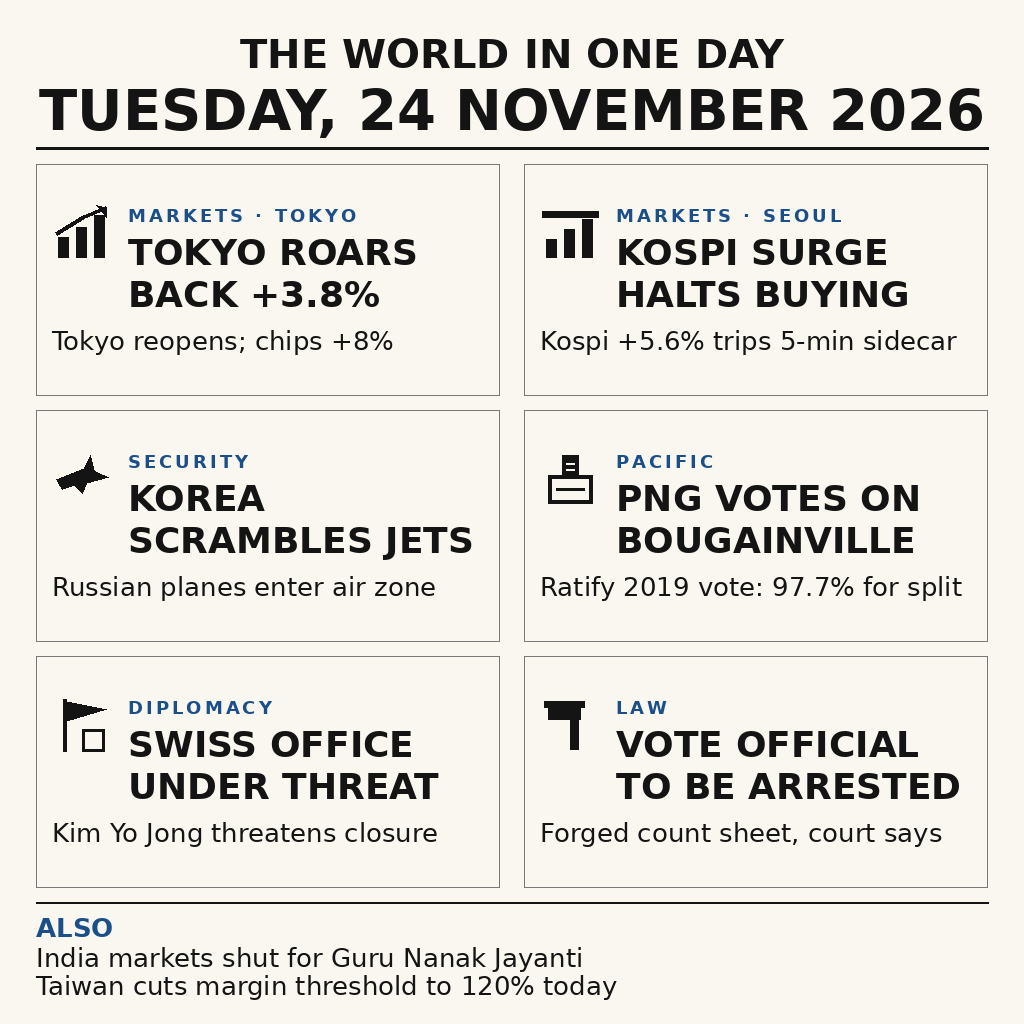 THE WORLD IN ONE DAY
TUESDAY, 24 NOVEMBER 2026
MARKETS · TOKYO
TOKYO ROARS
BACK +3.8%
Tokyo reopens; chips +8%
MARKETS · SEOUL
KOSPI SURGE
HALTS BUYING
Kospi +5.6% trips 5-min sidecar
SECURITY
KOREA
SCRAMBLES JETS
Russian planes enter air zone
PACIFIC
PNG VOTES ON
BOUGAINVILLE
Ratify 2019 vote: 97.7% for split
DIPLOMACY
SWISS OFFICE
UNDER THREAT
Kim Yo Jong threatens closure
LAW
VOTE OFFICIAL
TO BE ARRESTED
Forged count sheet, court says
ALSO
India markets shut for Guru Nanak Jayanti
Taiwan cuts margin threshold to 120% today